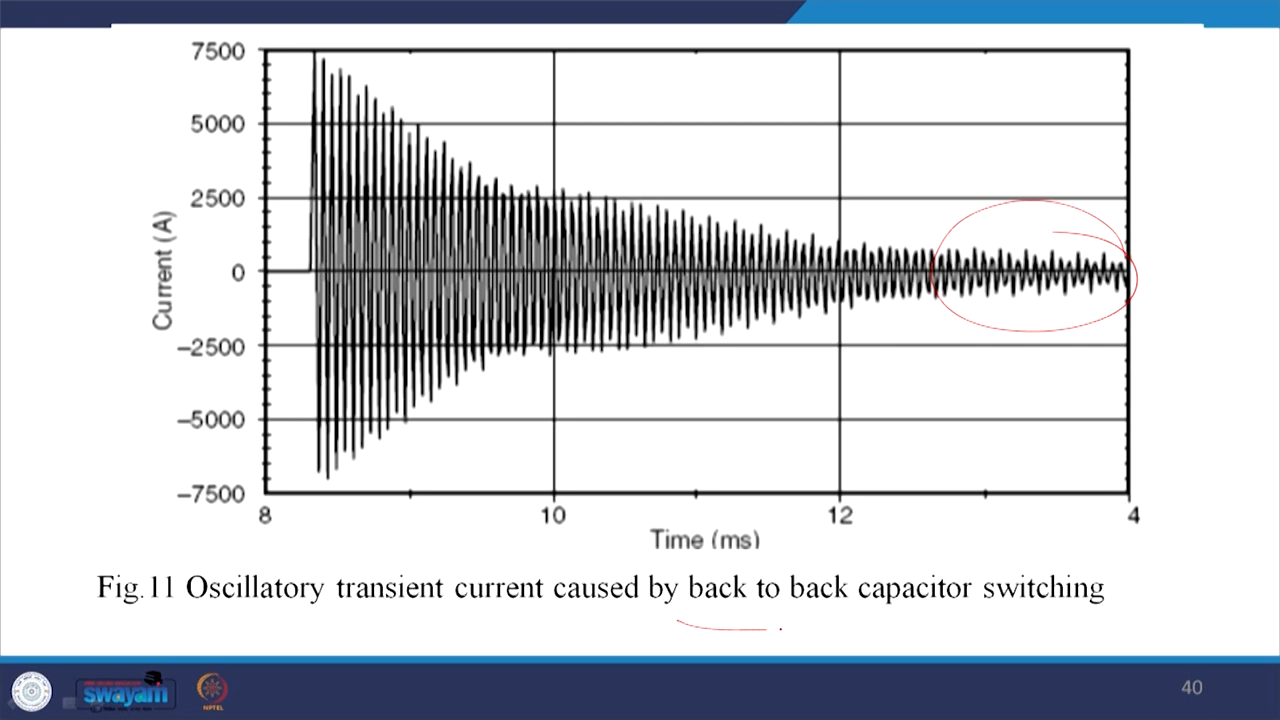 7500
5000
2500
0
−2500
−5000
−7500
Current (A)
8 10 12 4
Time (ms)
Fig.11 Oscillatory transient current caused by back to back capacitor switching
swayam
NPTEL
40